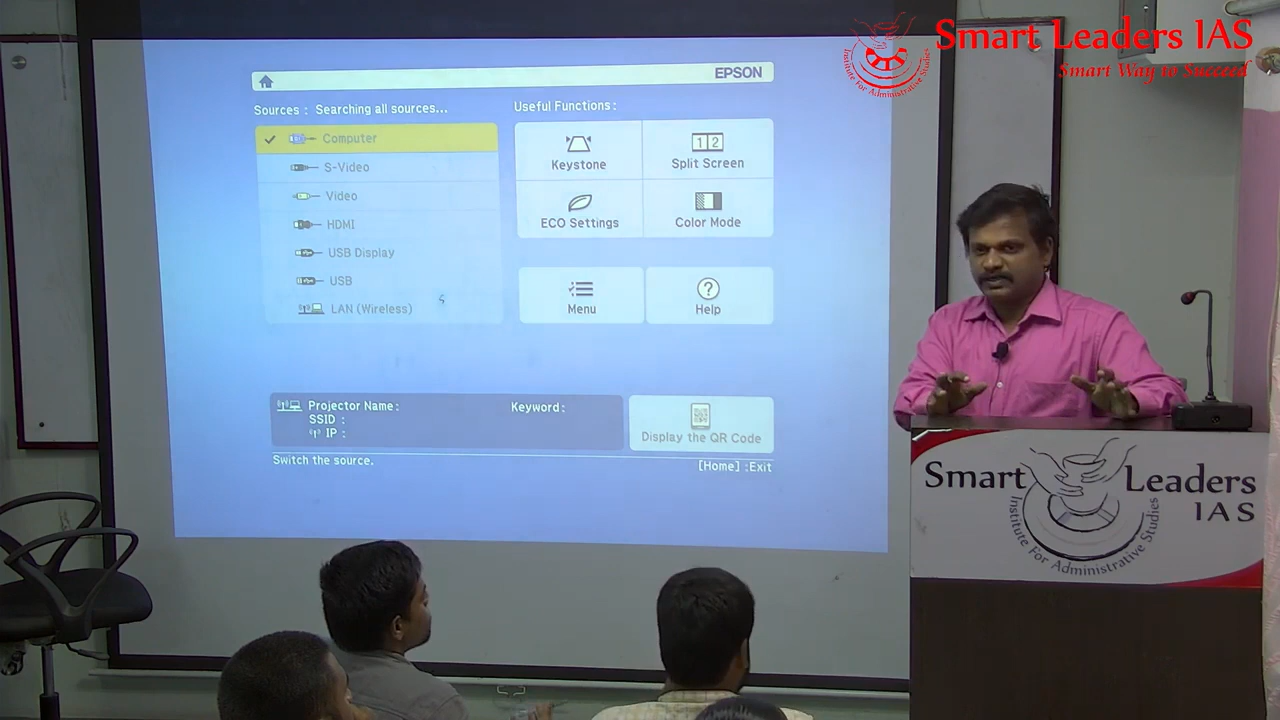 Smart Leaders IAS
Smart Way to Succeed
Institute For Administrative Studies
EPSON
Sources : Searching all sources...
Computer
S-Video
Video
HDMI
USB Display
USB
LAN (Wireless)
Useful Functions:
Keystone
Split Screen
ECO Settings
Color Mode
Menu
Help
Projector Name:
Keyword:
SSID :
IP :
Display the QR Code
Switch the source.
[Home] :Exit
Smart Leaders
IAS
Institute For Administrative Studies